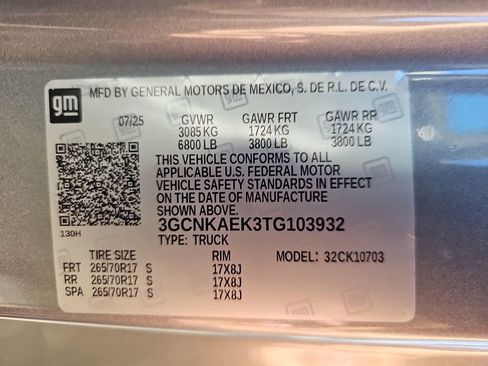 gm
MFD BY GENERAL MOTORS DE MEXICO, S. DE R.L. DE C.V.
07/25 GVWR GAWR FRT GAWR RR
3085 KG 1724 KG 1724 KG
6800 LB 3800 LB 3800 LB
THIS VEHICLE CONFORMS TO ALL
APPLICABLE U.S. FEDERAL MOTOR
VEHICLE SAFETY STANDARDS IN EFFECT
ON THE DATE OF MANUFACTURE
SHOWN ABOVE.
130H
3GCNKAEK3TG103932
TYPE: TRUCK
TIRE SIZE RIM MODEL: 32CK10703
FRT 265/70R17 S 17X8J
RR 265/70R17 S 17X8J
SPA 265/70R17 S 17X8J